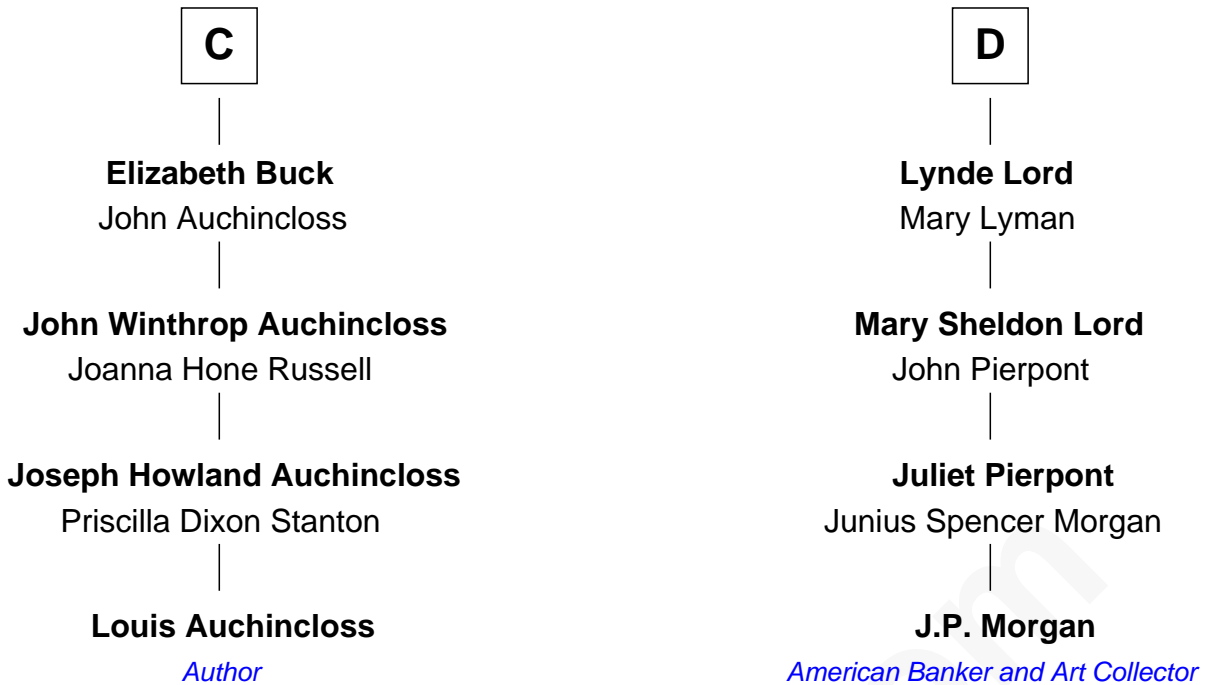 C
Elizabeth Buck
John Auchincloss
John Winthrop Auchincloss
Joanna Hone Russell
Joseph Howland Auchincloss
Priscilla Dixon Stanton
Louis Auchincloss
Author
D
Lynde Lord
Mary Lyman
Mary Sheldon Lord
John Pierpont
Juliet Pierpont
Junius Spencer Morgan
J.P. Morgan
American Banker and Art Collector